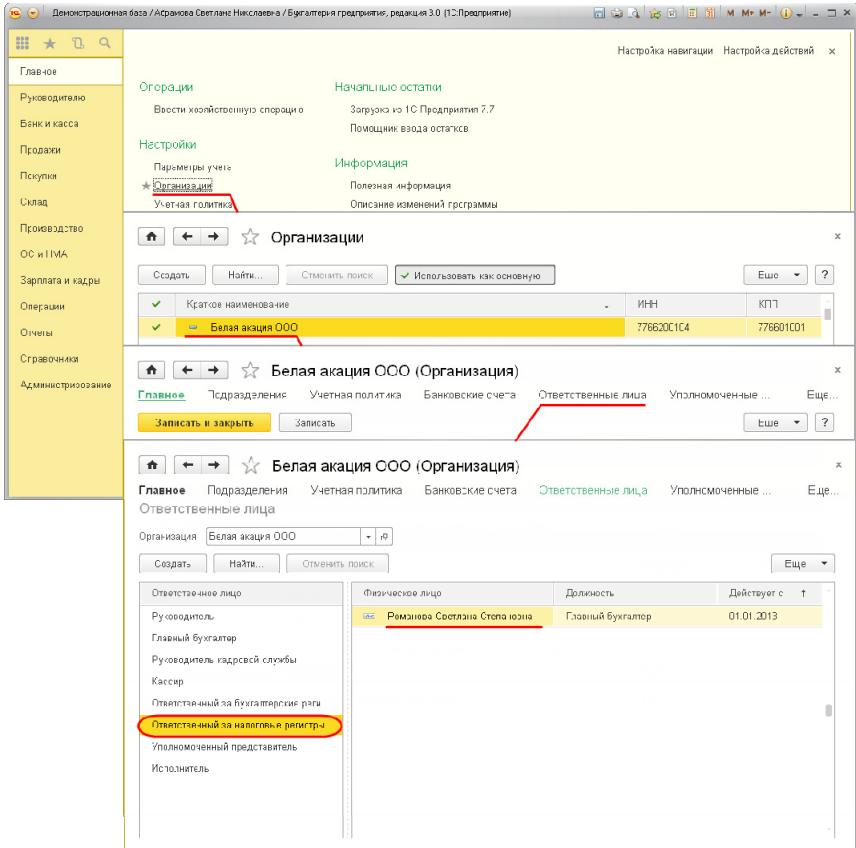 Демонстрационная база / Абрамова Светлана Николаевна / Бухгалтерия предприятия, редакция 3.0 (1С:Предприятие)
M M+ M-
Настройка навигации Настройка действий
Главное
Руководителю
Банк и касса
Продажи
Покупки
Склад
Производство
ОС и НМА
Зарплата и кадры
Операции
Отчеты
Справочники
Администрирование
Операции
Ввести хозяйственную операцию
Настройки
Параметры учета
Организации
Учетная политика
Начальные остатки
Загрузка из 1С Предприятия 7.7
Помощник ввода остатков
Информация
Полезная информация
Описание изменений программы
Организации
Создать Найти... Отменить поиск Использовать как основную Еще ?
Краткое наименование ИНН КПП
Белая акация ООО 7766200104 776601001
Белая акация ООО (Организация)
Главное Подразделения Учетная политика Банковские счета Ответственные лица Уполномоченные ... Еще...
Записать и закрыть Записать Еще ?
Белая акация ООО (Организация)
Главное Подразделения Учетная политика Банковские счета Ответственные лица Уполномоченные ... Еще...
Ответственные лица
Организация Белая акация ООО
Создать Найти... Отменить поиск Еще
Ответственное лицо Физическое лицо Должность Действует с ↑
Руководитель Романова Светлана Степановна Главный бухгалтер 01.01.2013
Главный бухгалтер
Руководитель кадровой службы
Кассир
Ответственный за бухгалтерские реги...
Ответственный за налоговые регистры
Уполномоченный представитель
Исполнитель